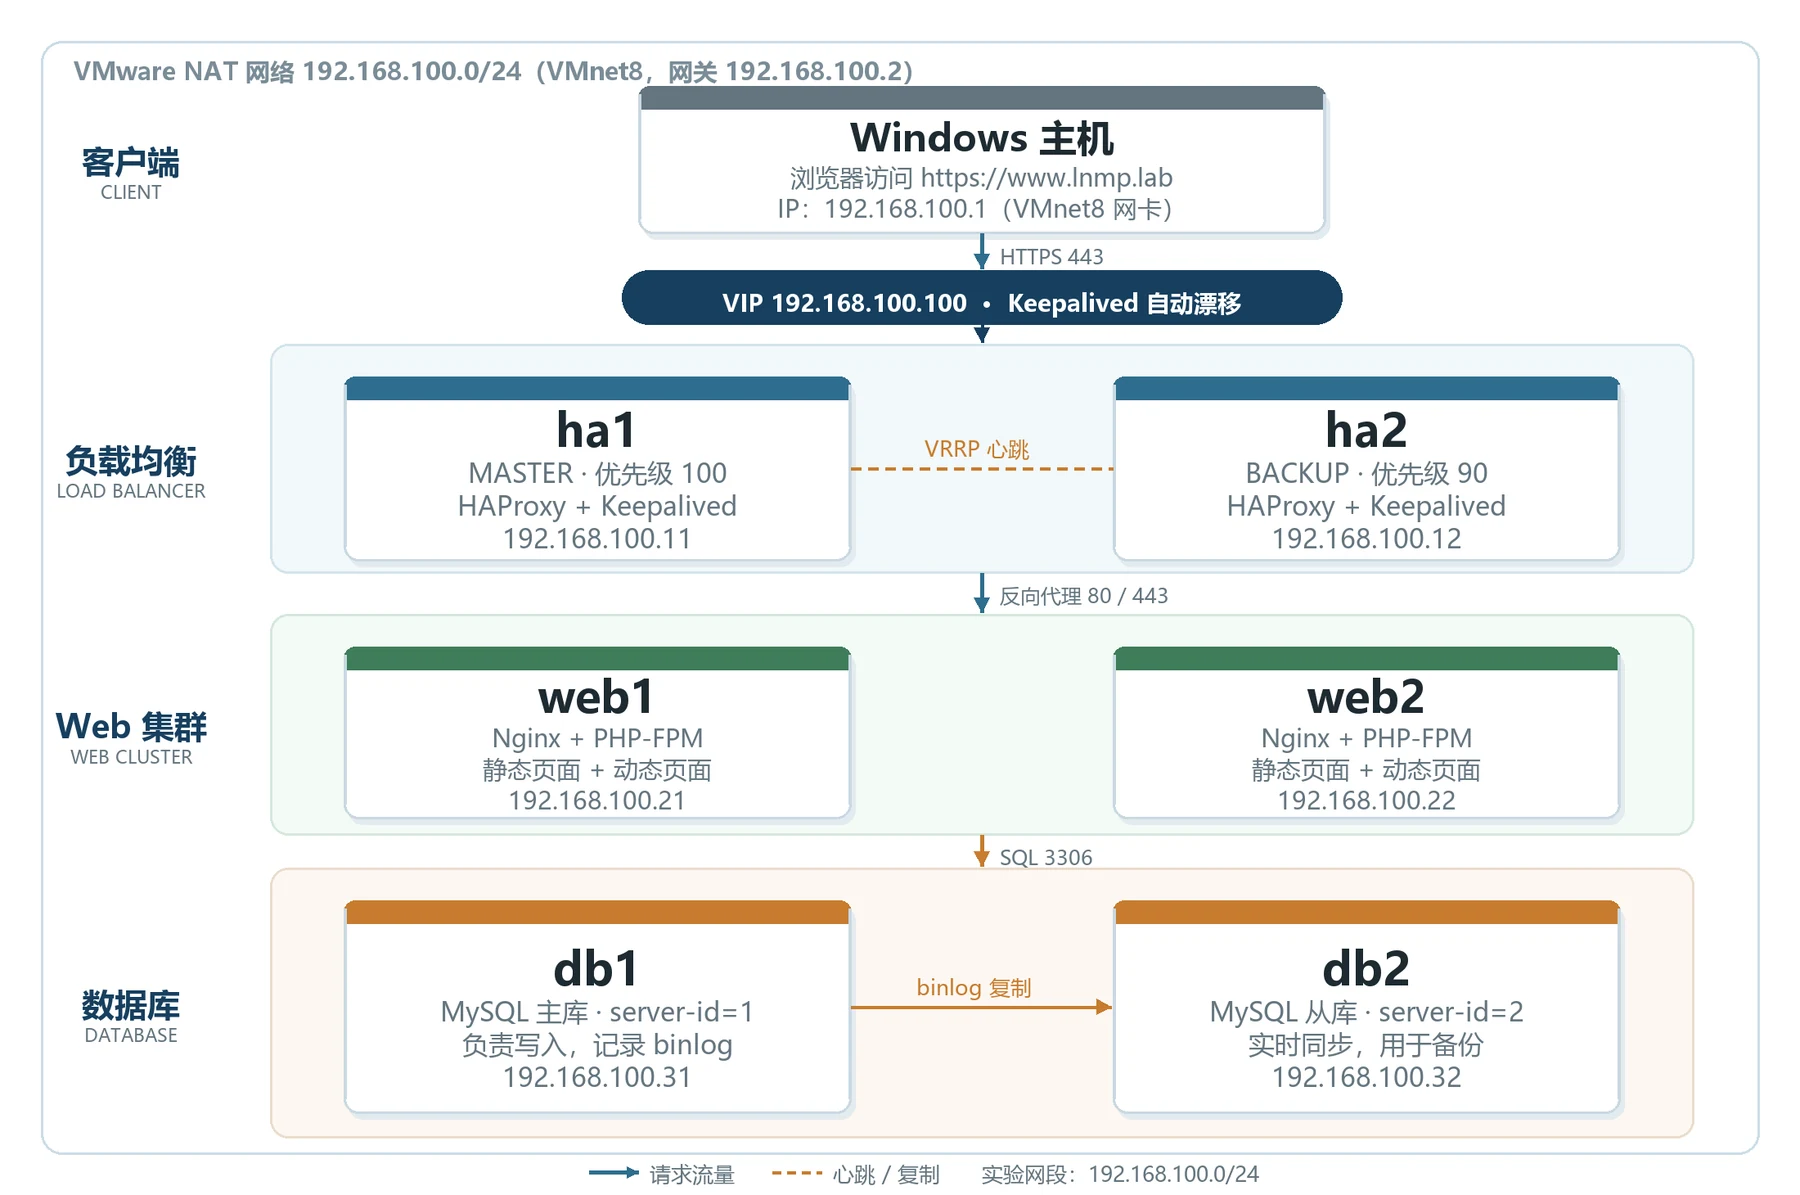 VMware NAT 网络 192.168.100.0/24（VMnet8，网关 192.168.100.2）
客户端
CLIENT
Windows 主机
浏览器访问 https://www.lnmp.lab
IP：192.168.100.1（VMnet8 网卡）
HTTPS 443
VIP 192.168.100.100 • Keepalived 自动漂移
负载均衡
LOAD BALANCER
ha1
MASTER · 优先级 100
HAProxy + Keepalived
192.168.100.11
VRRP 心跳
ha2
BACKUP · 优先级 90
HAProxy + Keepalived
192.168.100.12
反向代理 80 / 443
Web 集群
WEB CLUSTER
web1
Nginx + PHP-FPM
静态页面 + 动态页面
192.168.100.21
web2
Nginx + PHP-FPM
静态页面 + 动态页面
192.168.100.22
SQL 3306
数据库
DATABASE
db1
MySQL 主库 · server-id=1
负责写入，记录 binlog
192.168.100.31
binlog 复制
db2
MySQL 从库 · server-id=2
实时同步，用于备份
192.168.100.32
请求流量
心跳 / 复制
实验网段：192.168.100.0/24